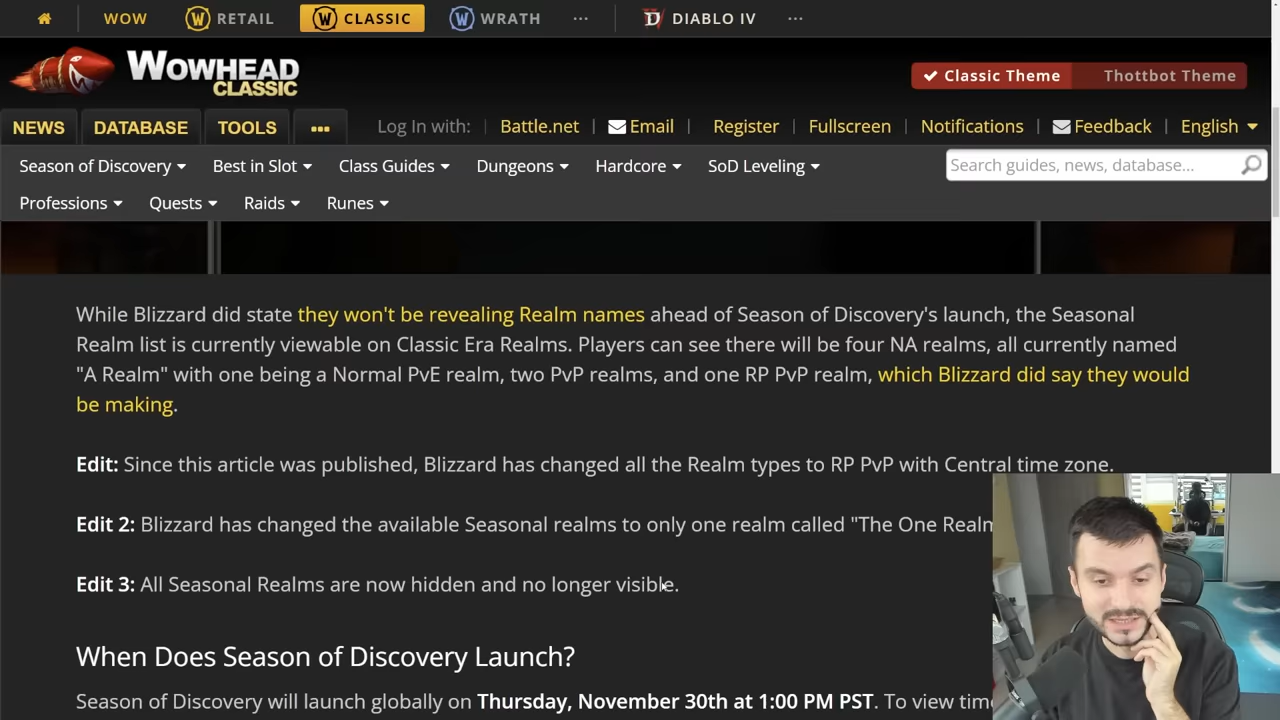 WOW RETAIL CLASSIC WRATH ... DIABLO IV ...
WOWHEAD
CLASSIC
Classic Theme Thottbot Theme
NEWS DATABASE TOOLS ... Log In with: | Battle.net | Email | Register | Fullscreen | Notifications | Feedback | English
Season of Discovery Best in Slot Class Guides Dungeons Hardcore SoD Leveling Search guides, news, database...
Professions Quests Raids Runes
While Blizzard did state they won't be revealing Realm names ahead of Season of Discovery's launch, the Seasonal
Realm list is currently viewable on Classic Era Realms. Players can see there will be four NA realms, all currently named
"A Realm" with one being a Normal PvE realm, two PvP realms, and one RP PvP realm, which Blizzard did say they would
be making.
Edit: Since this article was published, Blizzard has changed all the Realm types to RP PvP with Central time zone.
Edit 2: Blizzard has changed the available Seasonal realms to only one realm called "The One Realm
Edit 3: All Seasonal Realms are now hidden and no longer visible.
When Does Season of Discovery Launch?
Season of Discovery will launch globally on Thursday, November 30th at 1:00 PM PST. To view